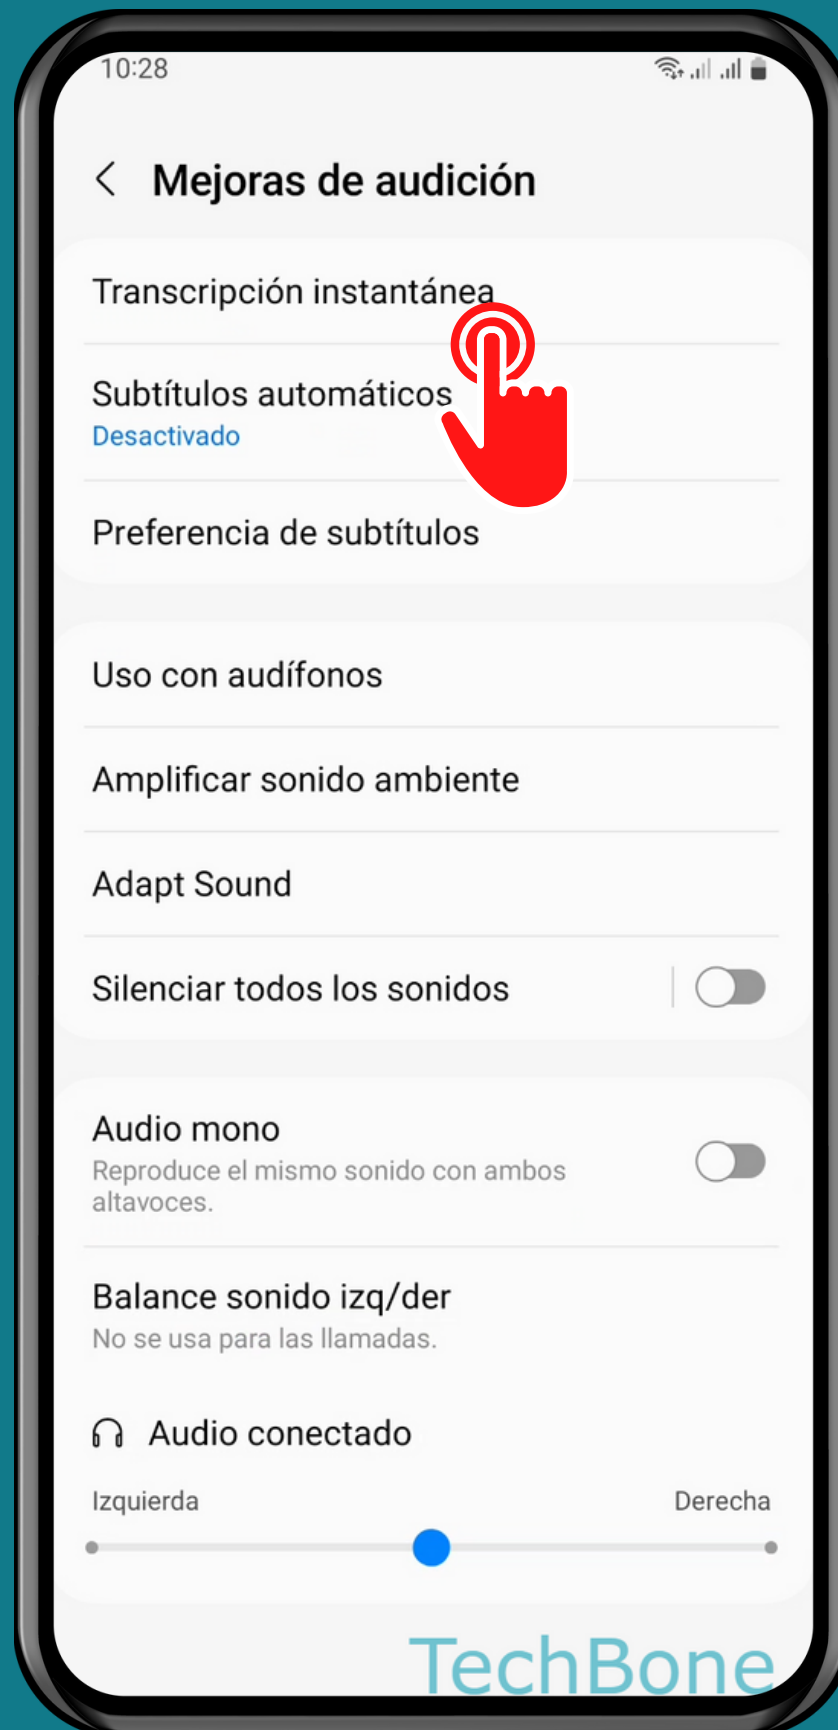 10:28
Mejoras de audición
Transcripción instantánea
Subtítulos automáticos
Desactivado
Preferencia de subtítulos
Uso con audífonos
Amplificar sonido ambiente
Adapt Sound
Silenciar todos los sonidos
Audio mono
Reproduce el mismo sonido con ambos
altavoces.
Balance sonido izq/der
No se usa para las llamadas.
Audio conectado
Izquierda Derecha
TechBone